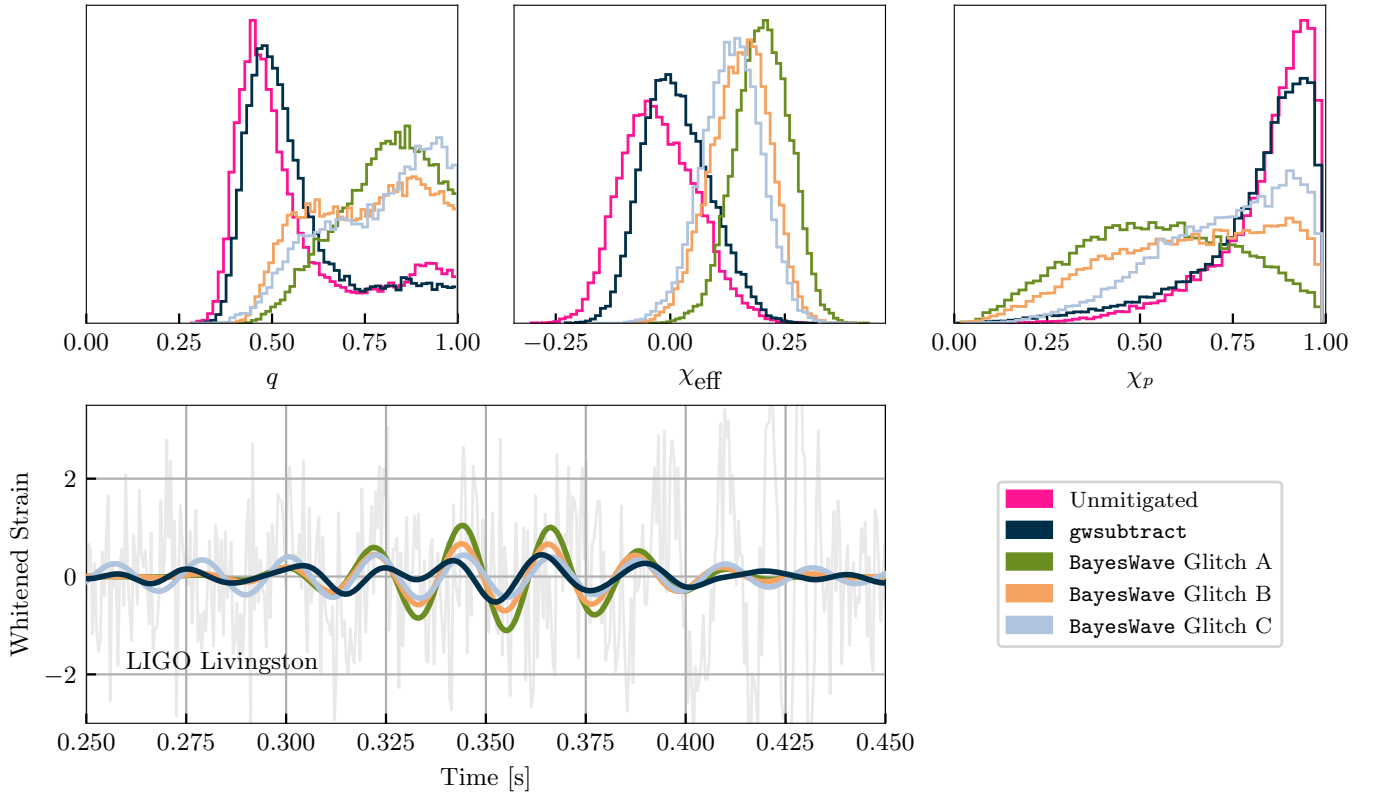 0.00 0.25 0.50 0.75 1.00
q
−0.25 0.00 0.25
χeff
0.00 0.25 0.50 0.75 1.00
χp
Whitened Strain
2
0
−2
LIGO Livingston
0.250 0.275 0.300 0.325 0.350 0.375 0.400 0.425 0.450
Time [s]
Unmitigated
gwsubtract
BayesWave Glitch A
BayesWave Glitch B
BayesWave Glitch C